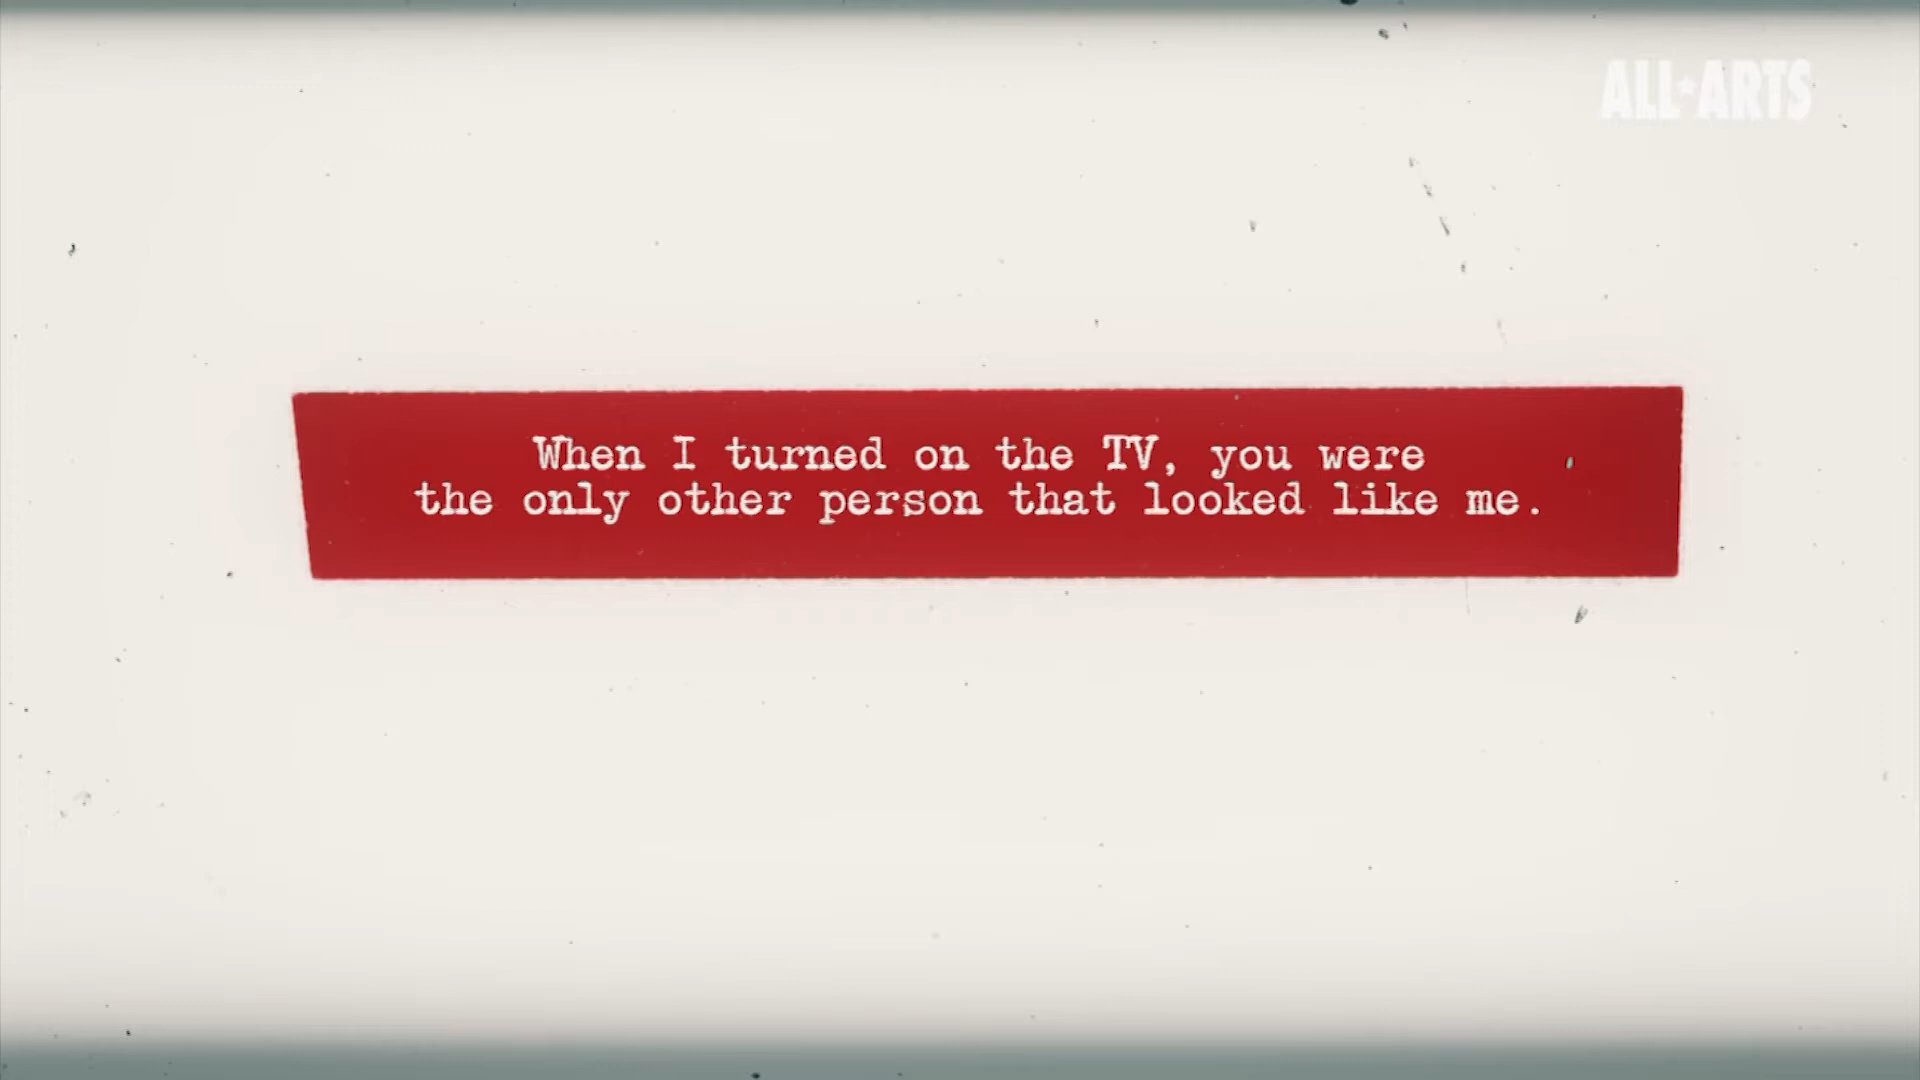 ALL★ARTS
When I turned on the TV, you were
the only other person that looked like me.